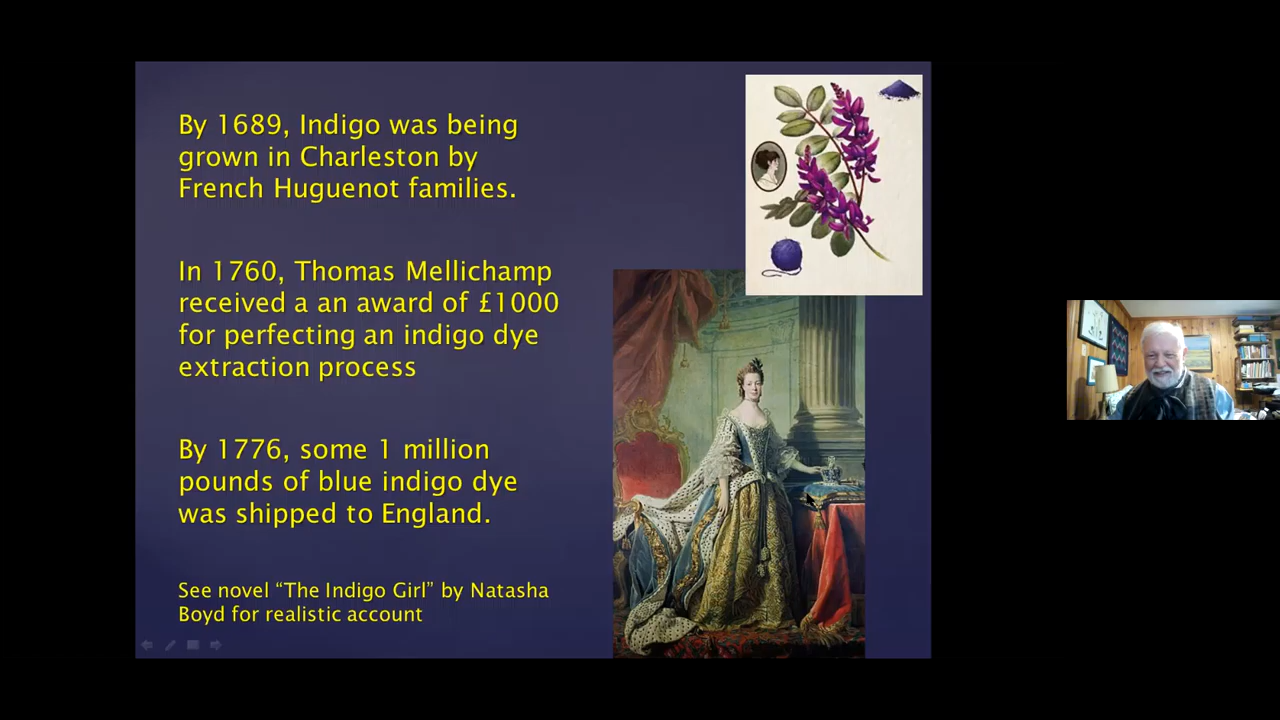 By 1689, Indigo was being
grown in Charleston by
French Huguenot families.
In 1760, Thomas Mellichamp
received a an award of £1000
for perfecting an indigo dye
extraction process
By 1776, some 1 million
pounds of blue indigo dye
was shipped to England.
See novel “The Indigo Girl” by Natasha
Boyd for realistic account